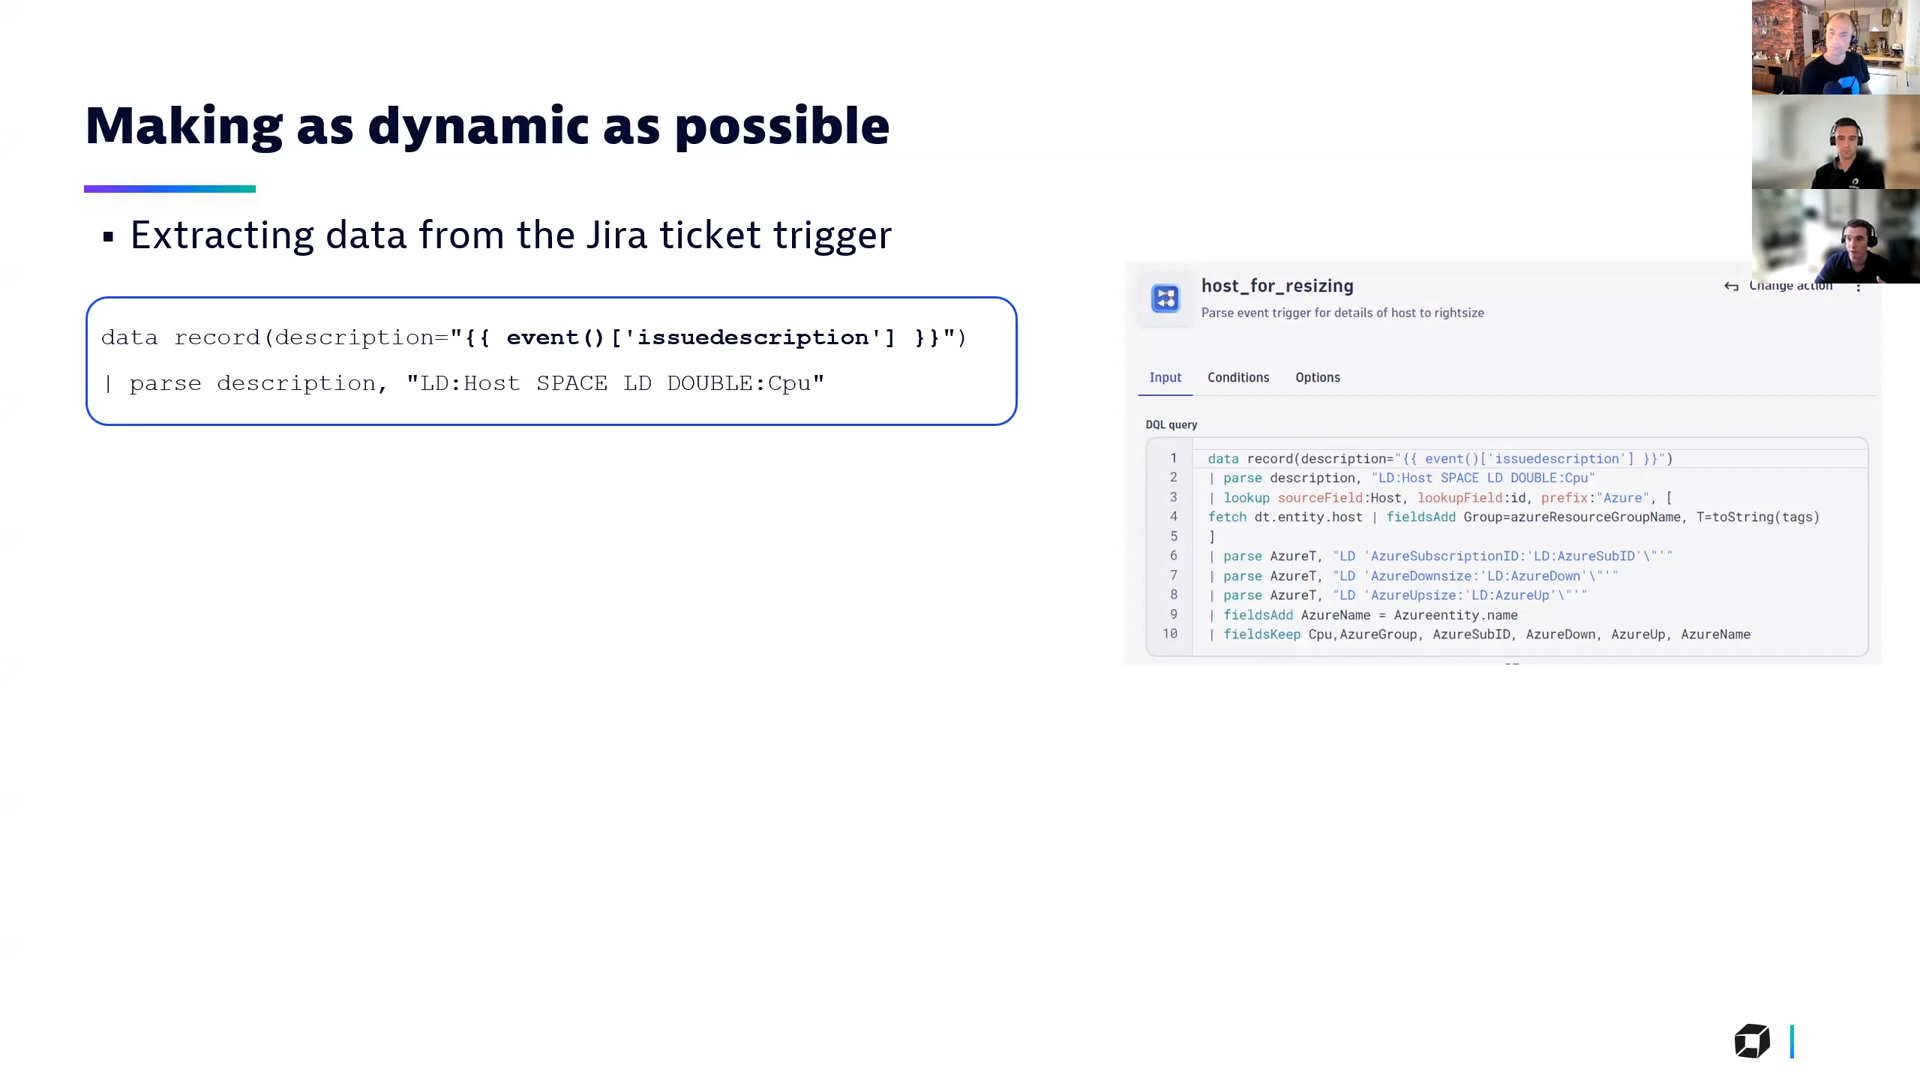 Making as dynamic as possible
▪ Extracting data from the Jira ticket trigger
data record(description="{{ event()['issuedescription'] }}")
| parse description, "LD:Host SPACE LD DOUBLE:Cpu"
host_for_resizing
Change action
Parse event trigger for details of host to rightsize
Input Conditions Options
DQL query
1 data record(description="{{ event()['issuedescription'] }}")
2 | parse description, "LD:Host SPACE LD DOUBLE:Cpu"
3 | lookup sourceField:Host, lookupField:id, prefix:"Azure", [
4 fetch dt.entity.host | fieldsAdd Group=azureResourceGroupName, T=toString(tags)
5 ]
6 | parse AzureT, "LD 'AzureSubscriptionID:'LD:AzureSubID'\"'"
7 | parse AzureT, "LD 'AzureDownsize:'LD:AzureDown'\"'"
8 | parse AzureT, "LD 'AzureUpsize:'LD:AzureUp'\"'"
9 | fieldsAdd AzureName = Azureentity.name
10 | fieldsKeep Cpu,AzureGroup, AzureSubID, AzureDown, AzureUp, AzureName